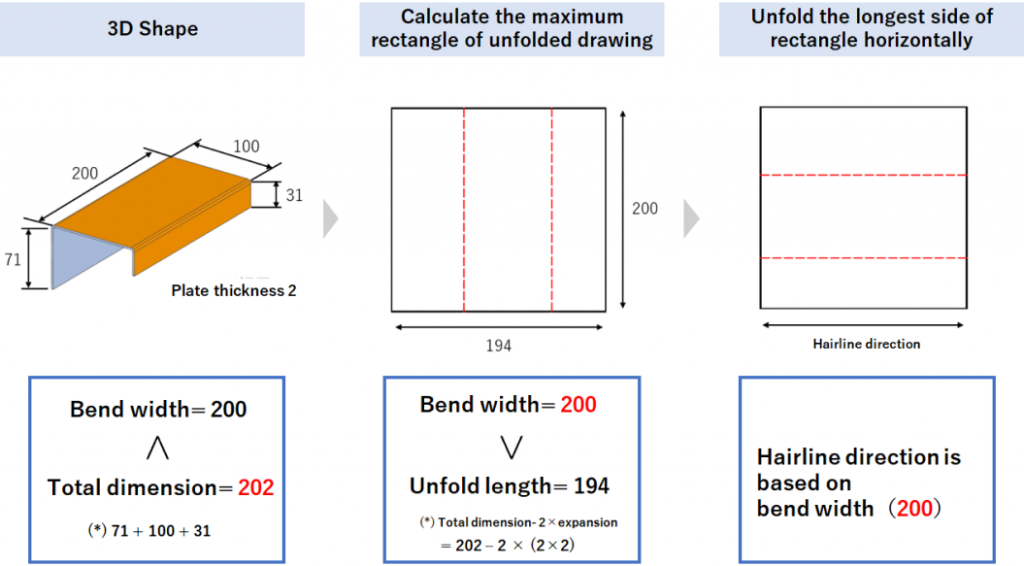 3D Shape
Calculate the maximum
rectangle of unfolded drawing
Unfold the longest side of
rectangle horizontally
200
100
31
71
Plate thickness 2
200
194
Hairline direction
Bend width= 200
∧
Total dimension= 202
(*) 71 + 100 + 31
Bend width= 200
∨
Unfold length= 194
(*) Total dimension- 2 × expansion
= 202 – 2 × (2×2)
Hairline direction is
based on
bend width（200）